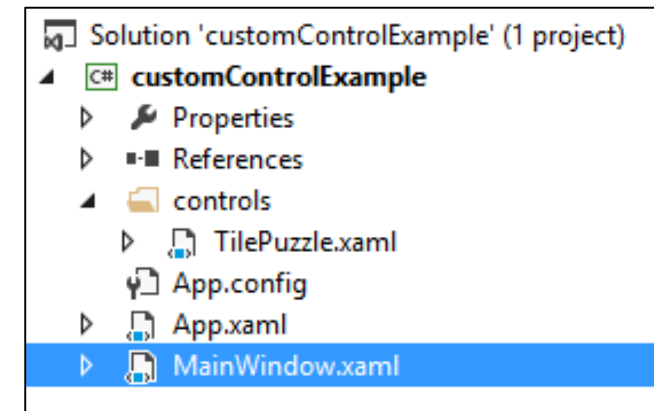 Solution 'customControlExample' (1 project)
C# customControlExample
Properties
References
controls
TilePuzzle.xaml
App.config
App.xaml
MainWindow.xaml